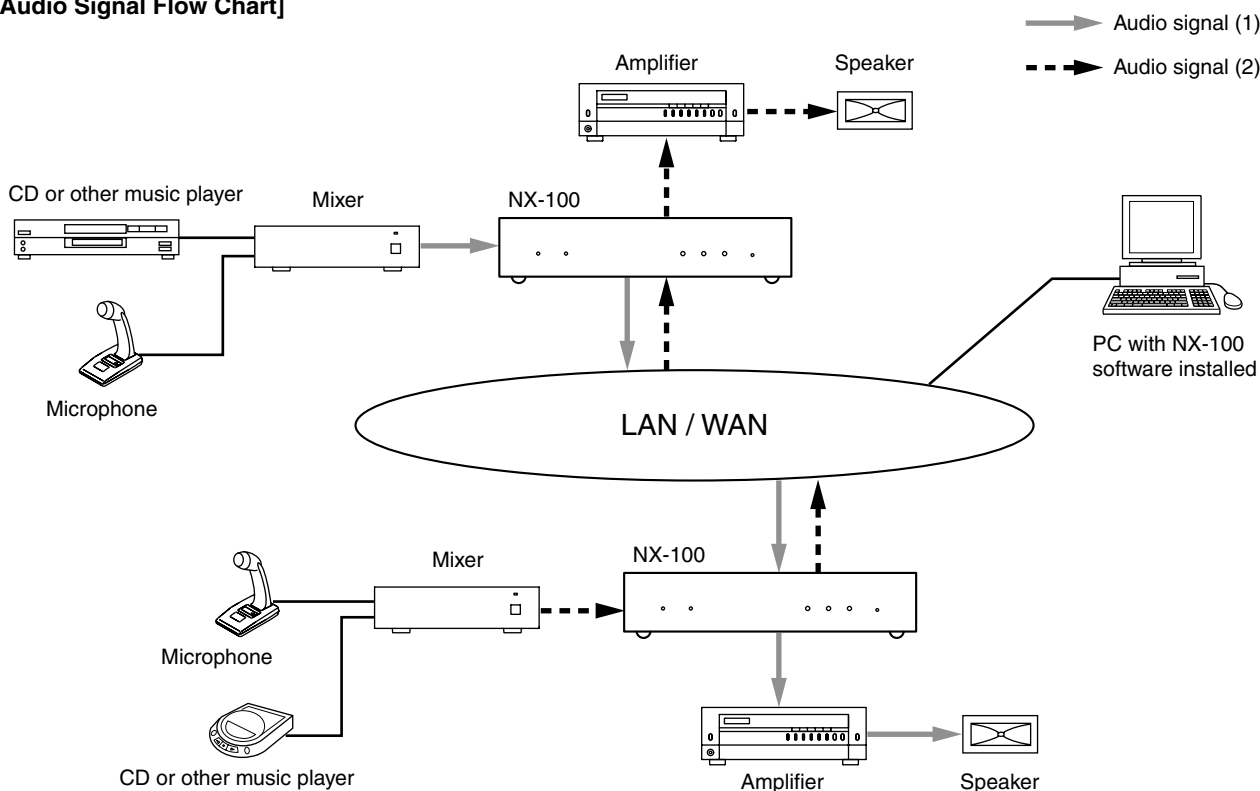 Audio Signal Flow Chart]
Audio signal (1)
Audio signal (2)
Amplifier
Speaker
CD or other music player
Mixer
NX-100
PC with NX-100
software installed
Microphone
LAN / WAN
Mixer
NX-100
Microphone
CD or other music player
Amplifier
Speaker